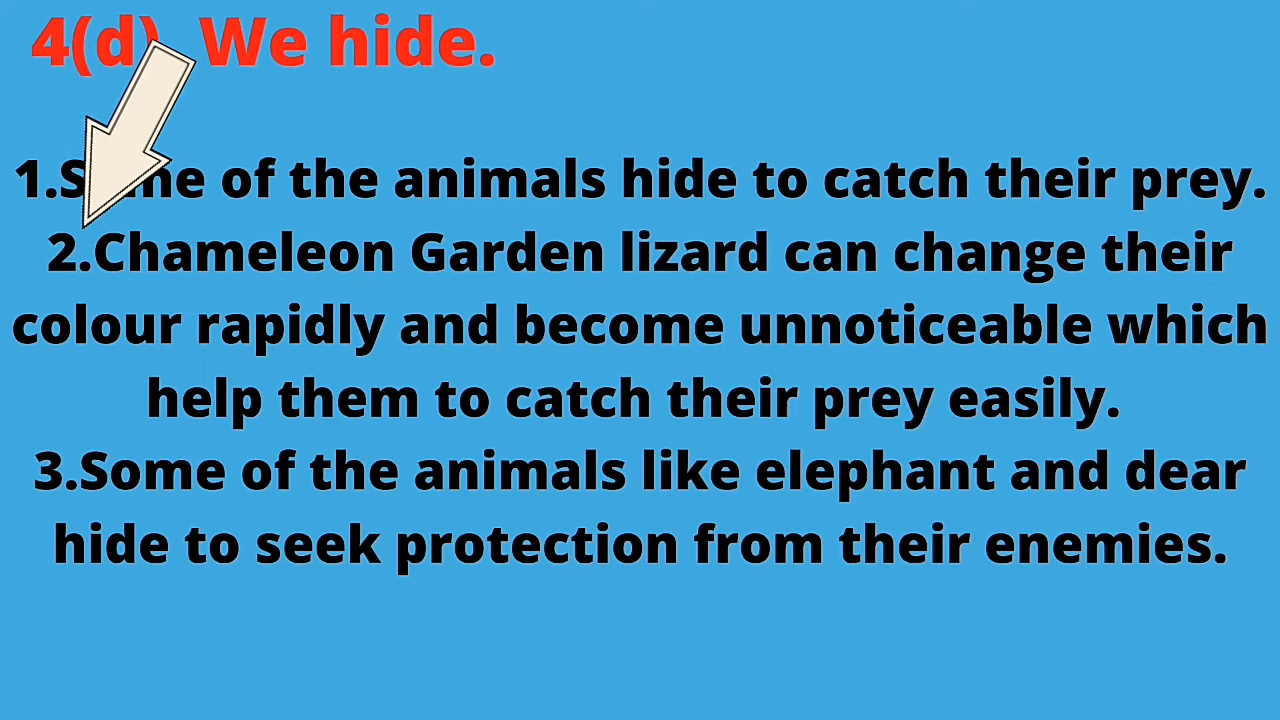 4(d) We hide.
1.Some of the animals hide to catch their prey.
2.Chameleon Garden lizard can change their
colour rapidly and become unnoticeable which
help them to catch their prey easily.
3.Some of the animals like elephant and dear
hide to seek protection from their enemies.